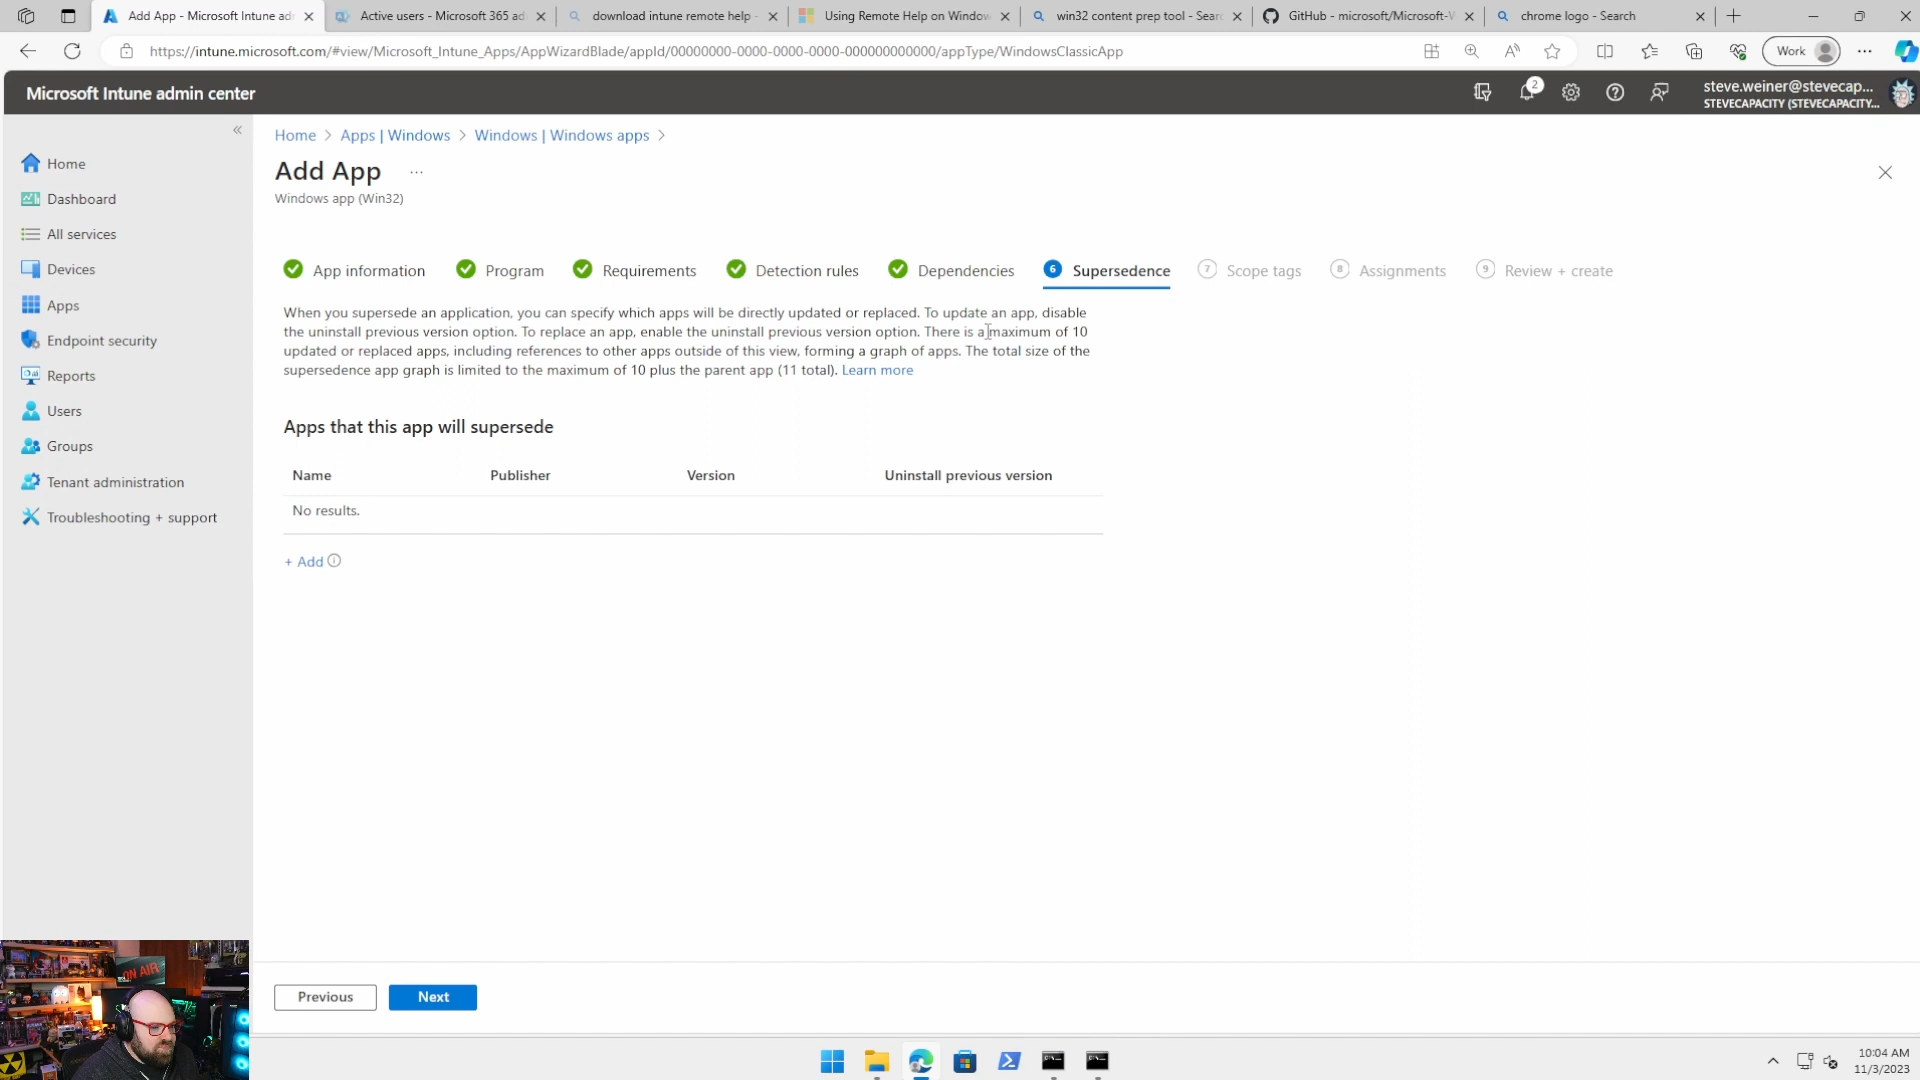 Add App - Microsoft Intune ad
Active users - Microsoft 365 ad
download intune remote help -
Using Remote Help on Window
win32 content prep tool - Sear
GitHub - microsoft/Microsoft-W
chrome logo - Search
https://intune.microsoft.com/#view/Microsoft_Intune_Apps/AppWizardBlade/appId/00000000-0000-0000-0000-000000000000/appType/WindowsClassicApp
Work
Microsoft Intune admin center
2
steve.weiner@stevecap...
STEVECAPACITY (STEVECAPACITY...
Home
Dashboard
All services
Devices
Apps
Endpoint security
Reports
Users
Groups
Tenant administration
Troubleshooting + support
Home > Apps | Windows > Windows | Windows apps >
Add App ...
Windows app (Win32)
App information
Program
Requirements
Detection rules
Dependencies
6 Supersedence
7 Scope tags
8 Assignments
9 Review + create
When you supersede an application, you can specify which apps will be directly updated or replaced. To update an app, disable
the uninstall previous version option. To replace an app, enable the uninstall previous version option. There is a maximum of 10
updated or replaced apps, including references to other apps outside of this view, forming a graph of apps. The total size of the
supersedence app graph is limited to the maximum of 10 plus the parent app (11 total). Learn more
Apps that this app will supersede
Name Publisher Version Uninstall previous version
No results.
+ Add
Previous
Next
ON AIR
10:04 AM
11/3/2023